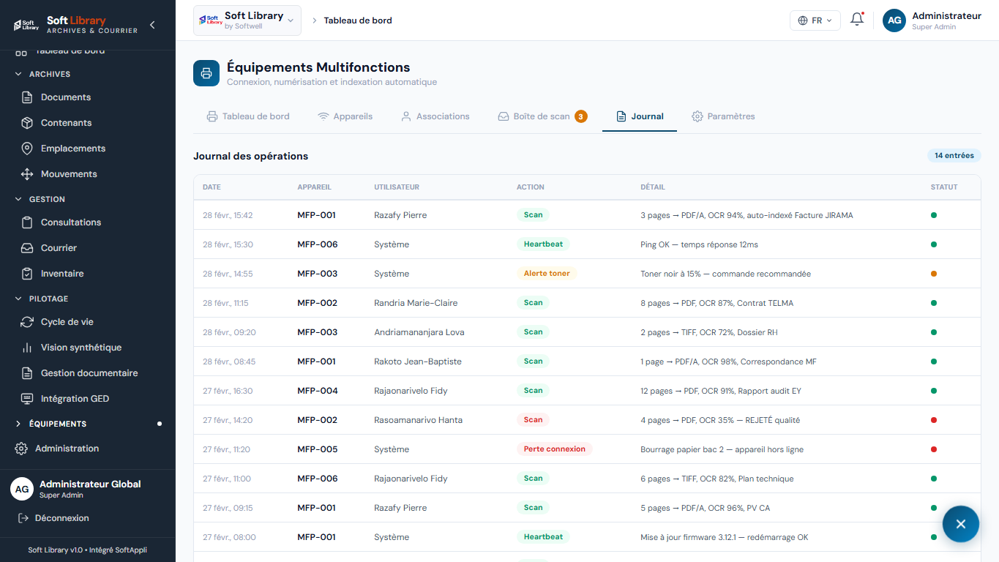 Soft Library
Soft Library
ARCHIVES & COURRIER
Tableau de bord
ARCHIVES
Documents
Contenants
Emplacements
Mouvements
GESTION
Consultations
Courrier
Inventaire
PILOTAGE
Cycle de vie
Vision synthétique
Gestion documentaire
Intégration GED
ÉQUIPEMENTS
Administration
AG
Administrateur Global
Super Admin
Déconnexion
Soft Library v1.0 • Intégré SoftAppli
Soft Library
Soft Library
by Softwell
Tableau de bord
FR
AG
Administrateur
Super Admin
Équipements Multifonctions
Connexion, numérisation et indexation automatique
Tableau de bord
Appareils
Associations
Boîte de scan 3
Journal
Paramètres
Journal des opérations
14 entrées
DATE APPAREIL UTILISATEUR ACTION DÉTAIL STATUT
28 févr., 15:42 MFP-001 Razafy Pierre Scan 3 pages → PDF/A, OCR 94%, auto-indexé Facture JIRAMA
28 févr., 15:30 MFP-006 Système Heartbeat Ping OK — temps réponse 12ms
28 févr., 14:55 MFP-003 Système Alerte toner Toner noir à 15% — commande recommandée
28 févr., 11:15 MFP-002 Randria Marie-Claire Scan 8 pages → PDF, OCR 87%, Contrat TELMA
28 févr., 09:20 MFP-003 Andriamananjara Lova Scan 2 pages → TIFF, OCR 72%, Dossier RH
28 févr., 08:45 MFP-001 Rakoto Jean-Baptiste Scan 1 page → PDF/A, OCR 98%, Correspondance MF
27 févr., 16:30 MFP-004 Rajaonarivelo Fidy Scan 12 pages → PDF, OCR 91%, Rapport audit EY
27 févr., 14:20 MFP-002 Rasoamanarivo Hanta Scan 4 pages → PDF, OCR 35% — REJETÉ qualité
27 févr., 11:20 MFP-005 Système Perte connexion Bourrage papier bac 2 — appareil hors ligne
27 févr., 11:00 MFP-006 Rajaonarivelo Fidy Scan 6 pages → TIFF, OCR 82%, Plan technique
27 févr., 09:15 MFP-001 Razafy Pierre Scan 5 pages → PDF/A, OCR 96%, PV CA
27 févr., 08:00 MFP-001 Système Heartbeat Mise à jour firmware 3.12.1 — redémarrage OK